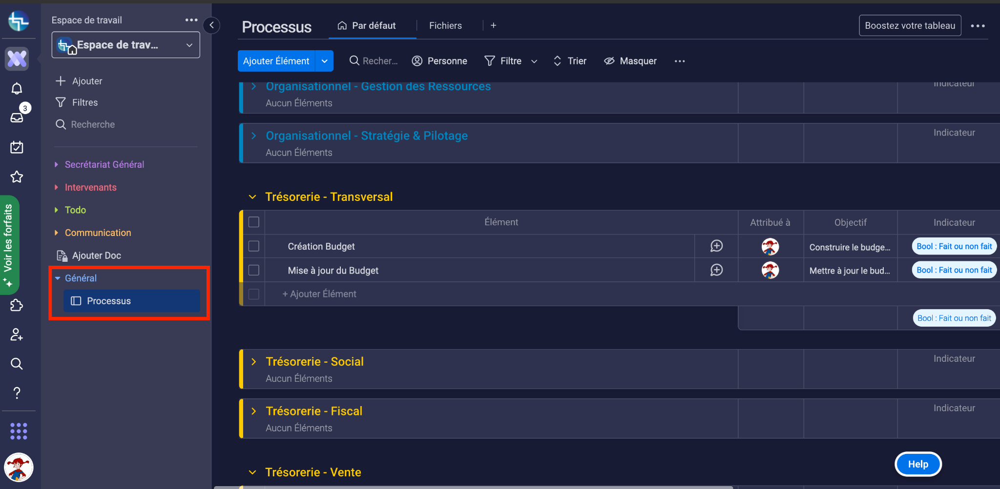 Espace de travail
Espace de trav...
Ajouter
Filtres
Recherche
Secrétariat Général
Intervenants
Todo
Communication
Ajouter Doc
Général
Processus
3
Voir les forfaits
Processus
Par défaut
Fichiers
+
Boostez votre tableau
Ajouter Élément
Recher...
Personne
Filtre
Trier
Masquer
Organisationnel - Gestion des Ressources
Indicateur
Aucun Éléments
Organisationnel - Stratégie & Pilotage
Indicateur
Aucun Éléments
Trésorerie - Transversal
Élément
Attribué à
Objectif
Indicateur
Création Budget
Construire le budge...
Bool : Fait ou non fait
Mise à jour du Budget
Mettre à jour le bud...
Bool : Fait ou non fait
+ Ajouter Élément
Bool : Fait ou non fait
Trésorerie - Social
Indicateur
Aucun Éléments
Trésorerie - Fiscal
Indicateur
Aucun Éléments
Trésorerie - Vente
Help